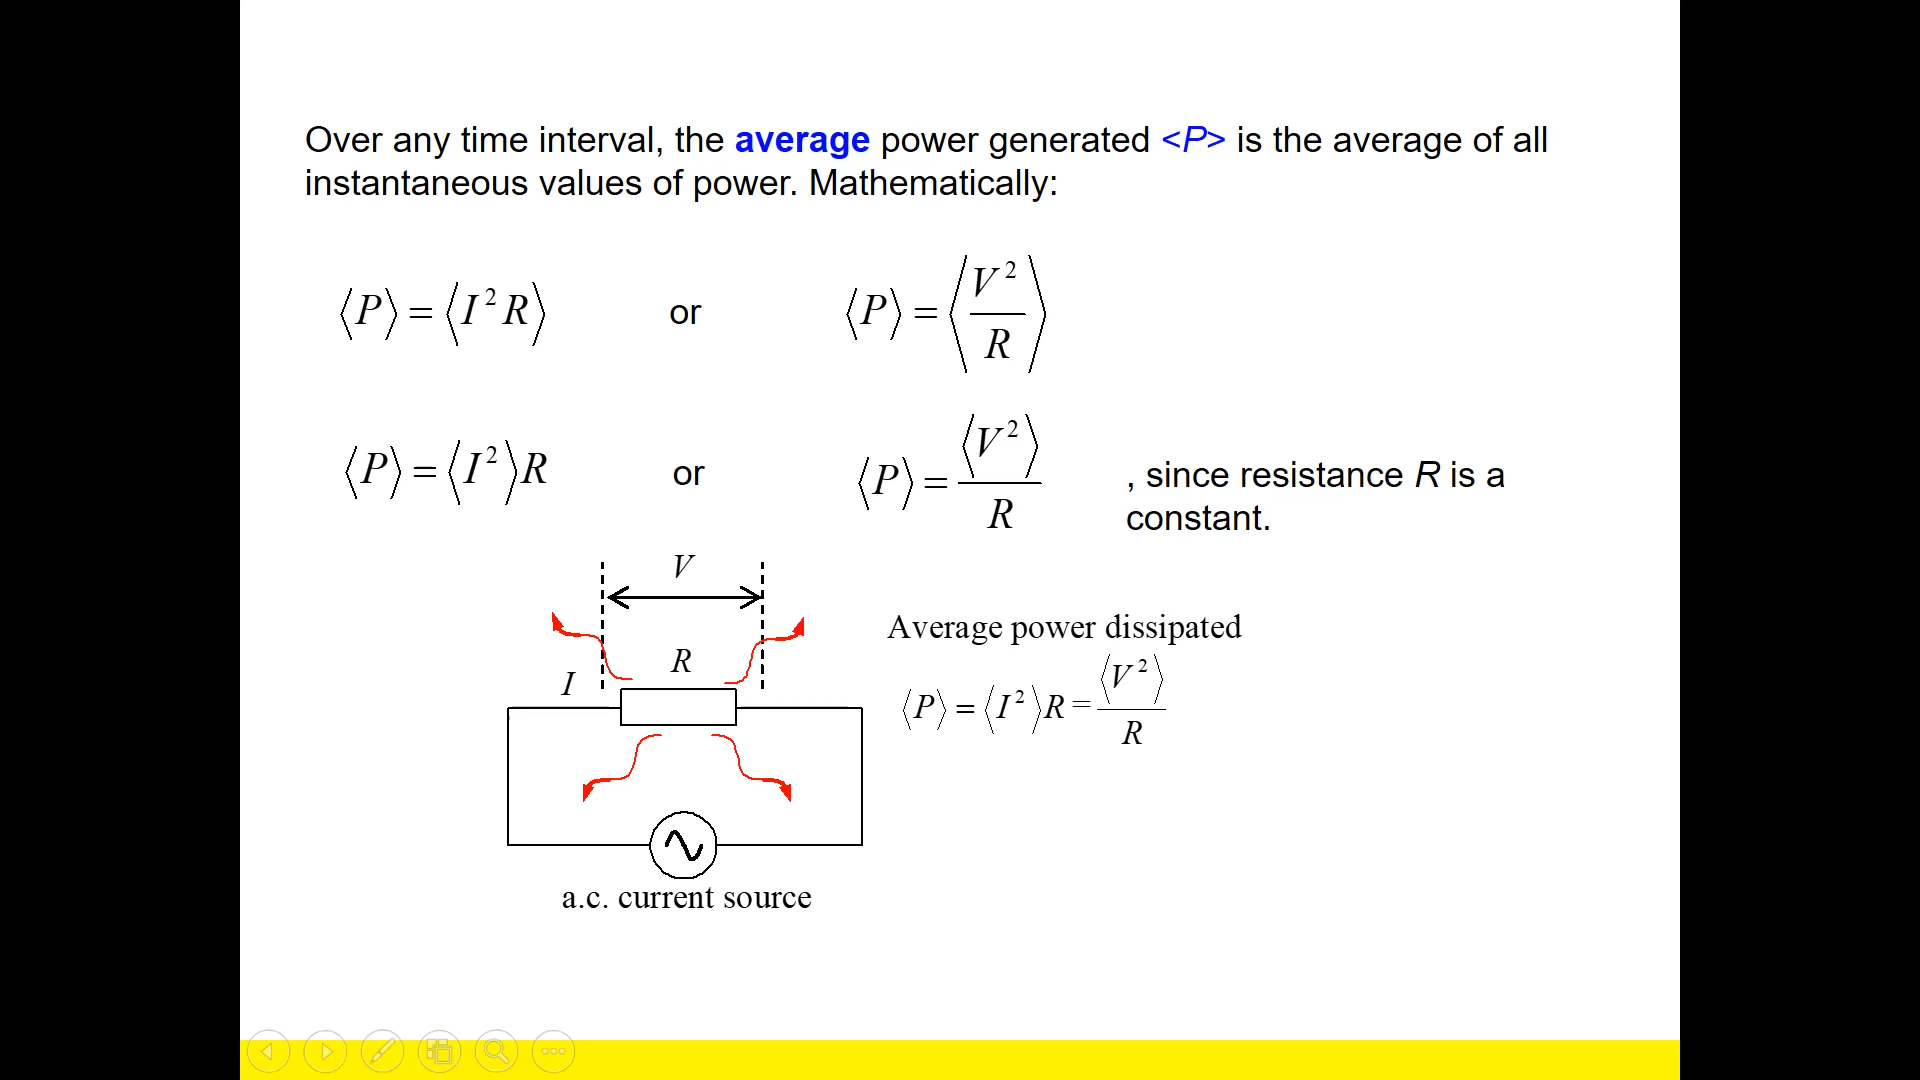 Over any time interval, the average power generated <P> is the average of all
instantaneous values of power. Mathematically:
⟨P⟩ = ⟨I²R⟩ or ⟨P⟩ = ⟨V²/R⟩
⟨P⟩ = ⟨I²⟩R or ⟨P⟩ = ⟨V²⟩/R , since resistance R is a
constant.
V
Average power dissipated
R
I
⟨P⟩ = ⟨I²⟩R = ⟨V²⟩/R
a.c. current source